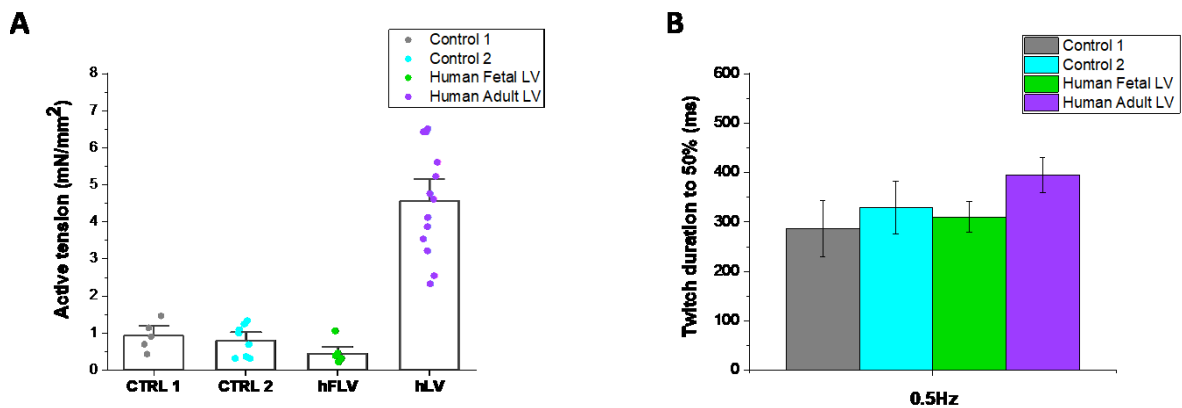 A
Control 1
Control 2
Human Fetal LV
Human Adult LV
Active tension (mN/mm²)
8
7
6
5
4
3
2
1
0
CTRL 1 CTRL 2 hFLV hLV
B
Control 1
Control 2
Human Fetal LV
Human Adult LV
Twitch duration to 50% (ms)
600
500
400
300
200
100
0
0.5Hz